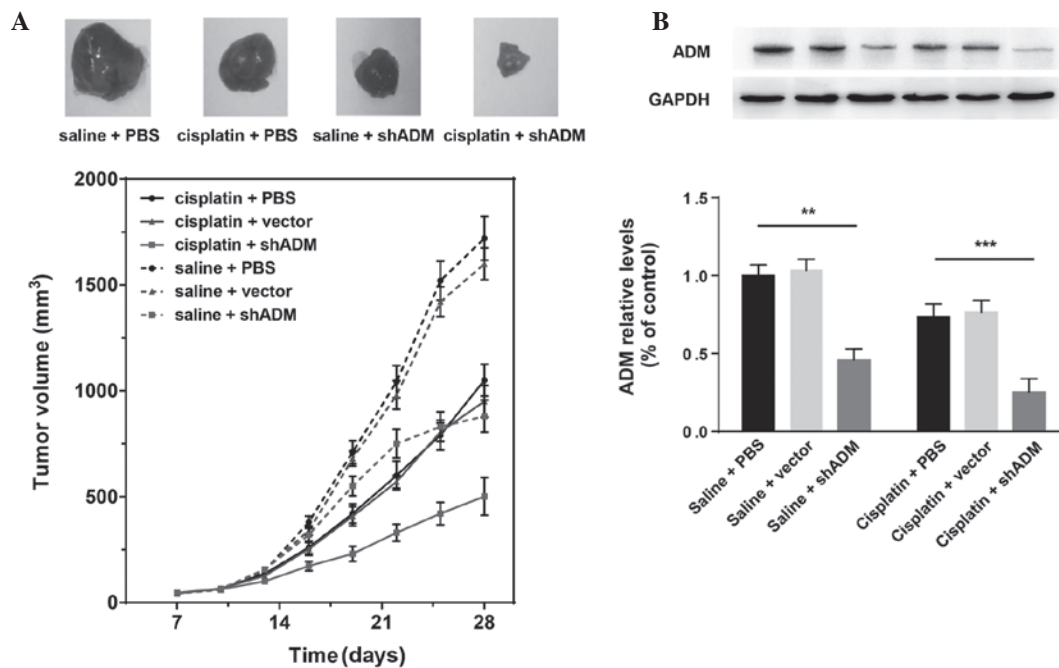 A
saline + PBS
cisplatin + PBS
saline + shADM
cisplatin + shADM
2000
1500
1000
500
0
Tumor volume (mm³)
cisplatin + PBS
cisplatin + vector
cisplatin + shADM
saline + PBS
saline + vector
saline + shADM
7
14
21
28
Time (days)
B
ADM
GAPDH
1.5
1.0
0.5
0.0
ADM relative levels
(% of control)
**
***
Saline + PBS
Saline + vector
Saline + shADM
Cisplatin + PBS
Cisplatin + vector
Cisplatin + shADM